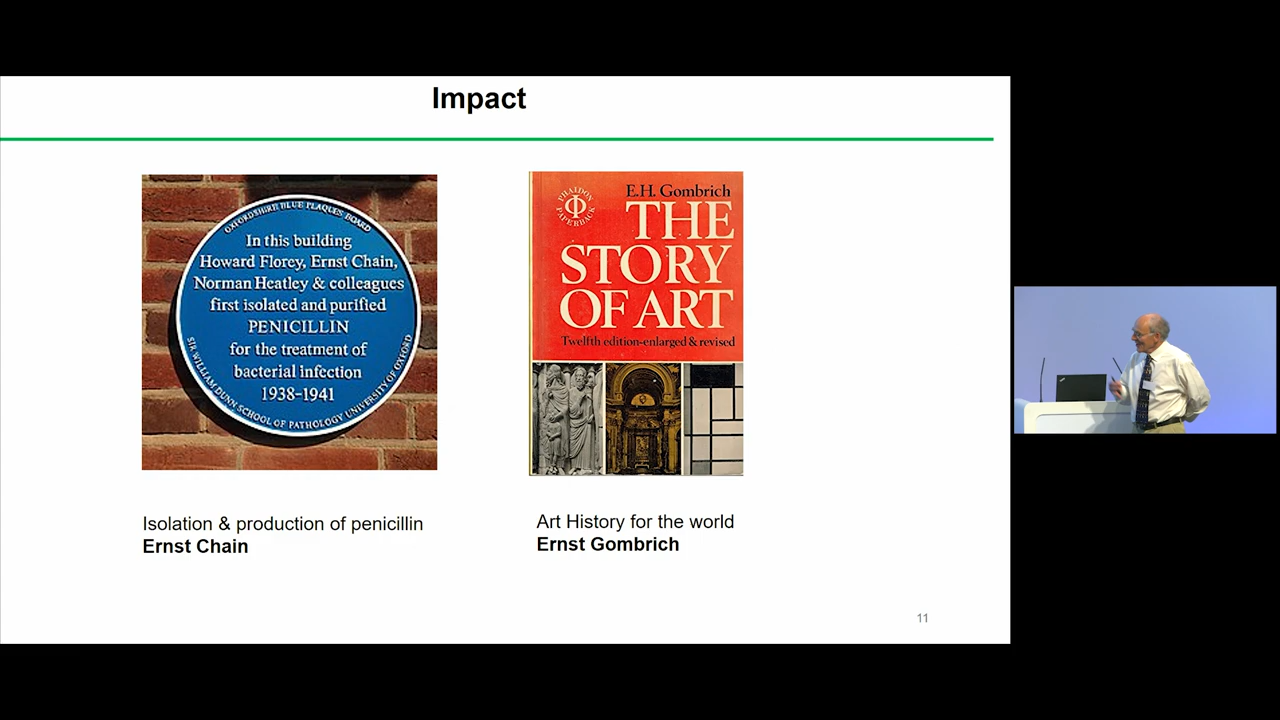 Impact
OXFORDSHIRE BLUE PLAQUES BOARD
In this building
Howard Florey, Ernst Chain,
Norman Heatley & colleagues
first isolated and purified
PENICILLIN
for the treatment of
bacterial infection
1938-1941
SIR WILLIAM DUNN SCHOOL OF PATHOLOGY UNIVERSITY OF OXFORD
PHAIDON
PAPERBACK
E.H. Gombrich
THE
STORY
OF ART
Twelfth edition-enlarged & revised
Isolation & production of penicillin
Ernst Chain
Art History for the world
Ernst Gombrich
11